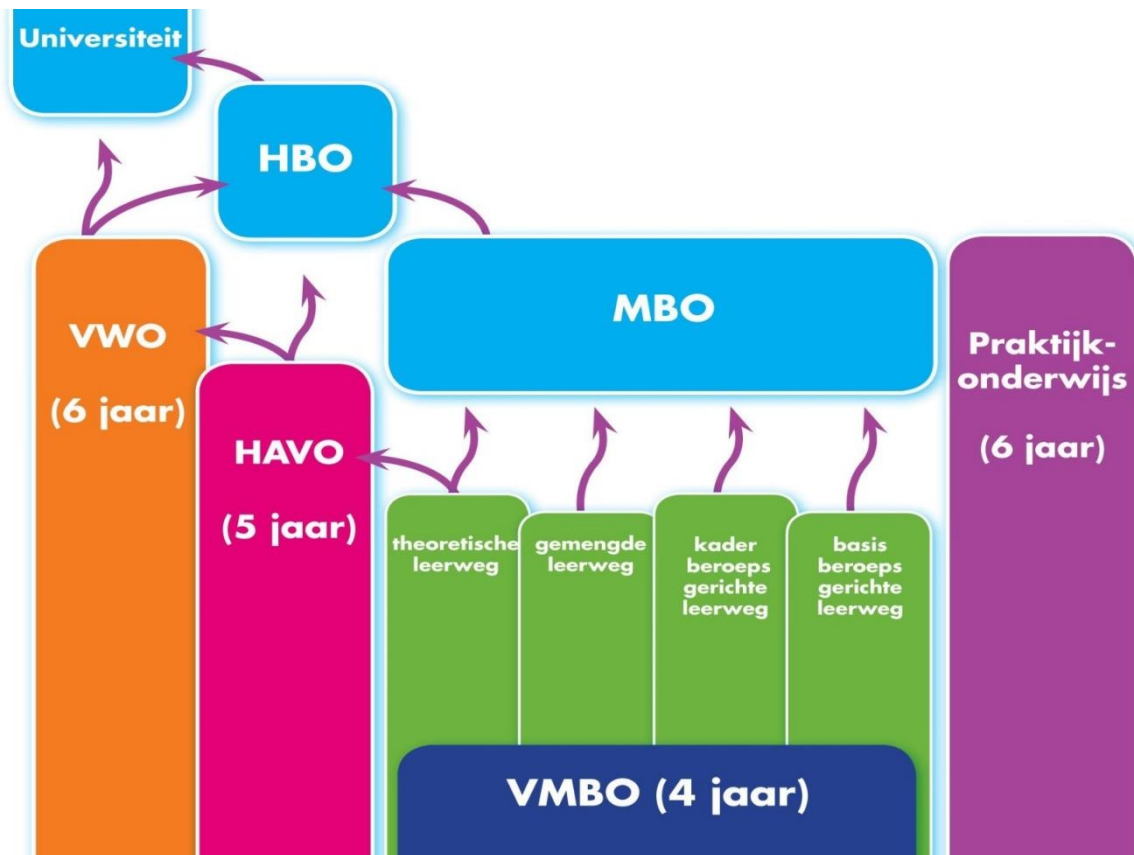 Universiteit
HBO
MBO
VWO
(6 jaar)
HAVO
(5 jaar)
theoretische
leerweg
gemengde
leerweg
kader
beroeps
gerichte
leerweg
basis
beroeps
gerichte
leerweg
VMBO (4 jaar)
Praktijk-
onderwijs
(6 jaar)